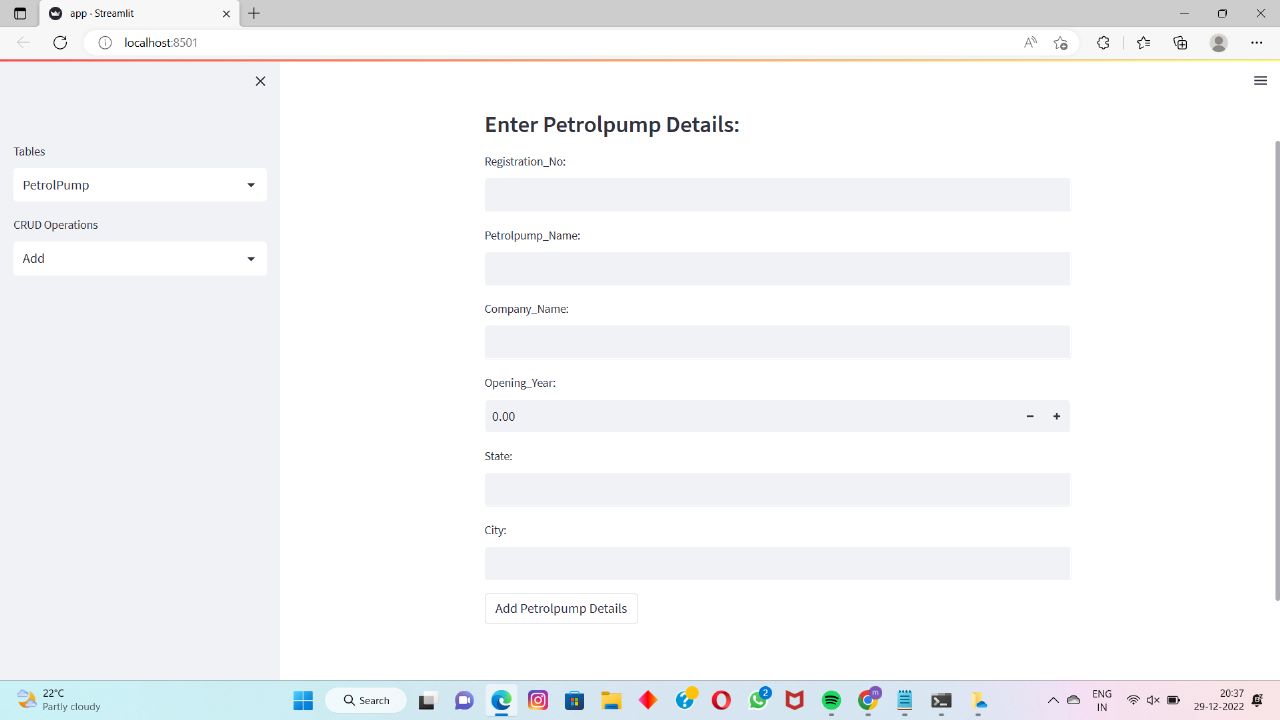 app - Streamlit
localhost:8501
Tables
PetrolPump
CRUD Operations
Add
Enter Petrolpump Details:
Registration_No:
Petrolpump_Name:
Company_Name:
Opening_Year:
0.00
State:
City:
Add Petrolpump Details
22°C
Partly cloudy
Search
2
m
ENG
IN
20:37
29-12-2022